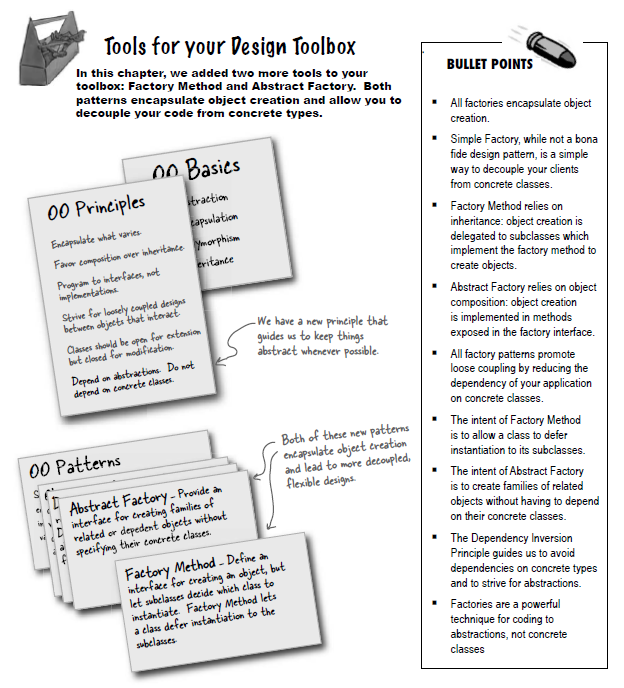 Tools for your Design Toolbox
In this chapter, we added two more tools to your
toolbox: Factory Method and Abstract Factory. Both
patterns encapsulate object creation and allow you to
decouple your code from concrete types.
OO Basics
OO Principles
Encapsulate what varies.
Favor composition over inheritance.
Program to interfaces, not
implementations.
Strive for loosely coupled designs
between objects that interact.
Classes should be open for extension
but closed for modification.
Depend on abstractions. Do not
depend on concrete classes.
We have a new principle that
guides us to keep things
abstract whenever possible.
Both of these new patterns
encapsulate object creation
and lead to more decoupled,
flexible designs.
OO Patterns
Abstract Factory - Provide an
interface for creating families of
related or depedent objects without
specifying their concrete classes.
Factory Method - Define an
interface for creating an object, but
let subclasses decide which class to
instantiate. Factory Method lets
a class defer instantiation to the
subclasses.
BULLET POINTS
▪ All factories encapsulate object
creation.
▪ Simple Factory, while not a bona
fide design pattern, is a simple
way to decouple your clients
from concrete classes.
▪ Factory Method relies on
inheritance: object creation is
delegated to subclasses which
implement the factory method to
create objects.
▪ Abstract Factory relies on object
composition: object creation
is implemented in methods
exposed in the factory interface.
▪ All factory patterns promote
loose coupling by reducing the
dependency of your application
on concrete classes.
▪ The intent of Factory Method
is to allow a class to defer
instantiation to its subclasses.
▪ The intent of Abstract Factory
is to create families of related
objects without having to depend
on their concrete classes.
▪ The Dependency Inversion
Principle guides us to avoid
dependencies on concrete types
and to strive for abstractions.
▪ Factories are a powerful
technique for coding to
abstractions, not concrete
classes